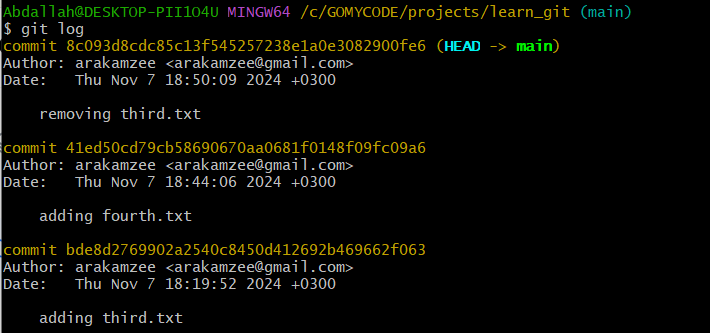 Abdallah@DESKTOP-PII1O4U MINGW64 /c/GOMYCODE/projects/learn_git (main)
$ git log
commit 8c093d8cdc85c13f545257238e1a0e3082900fe6 (HEAD -> main)
Author: arakamzee <arakamzee@gmail.com>
Date:   Thu Nov 7 18:50:09 2024 +0300
    removing third.txt
commit 41ed50cd79cb58690670aa0681f0148f09fc09a6
Author: arakamzee <arakamzee@gmail.com>
Date:   Thu Nov 7 18:44:06 2024 +0300
    adding fourth.txt
commit bde8d2769902a2540c8450d412692b469662f063
Author: arakamzee <arakamzee@gmail.com>
Date:   Thu Nov 7 18:19:52 2024 +0300
    adding third.txt